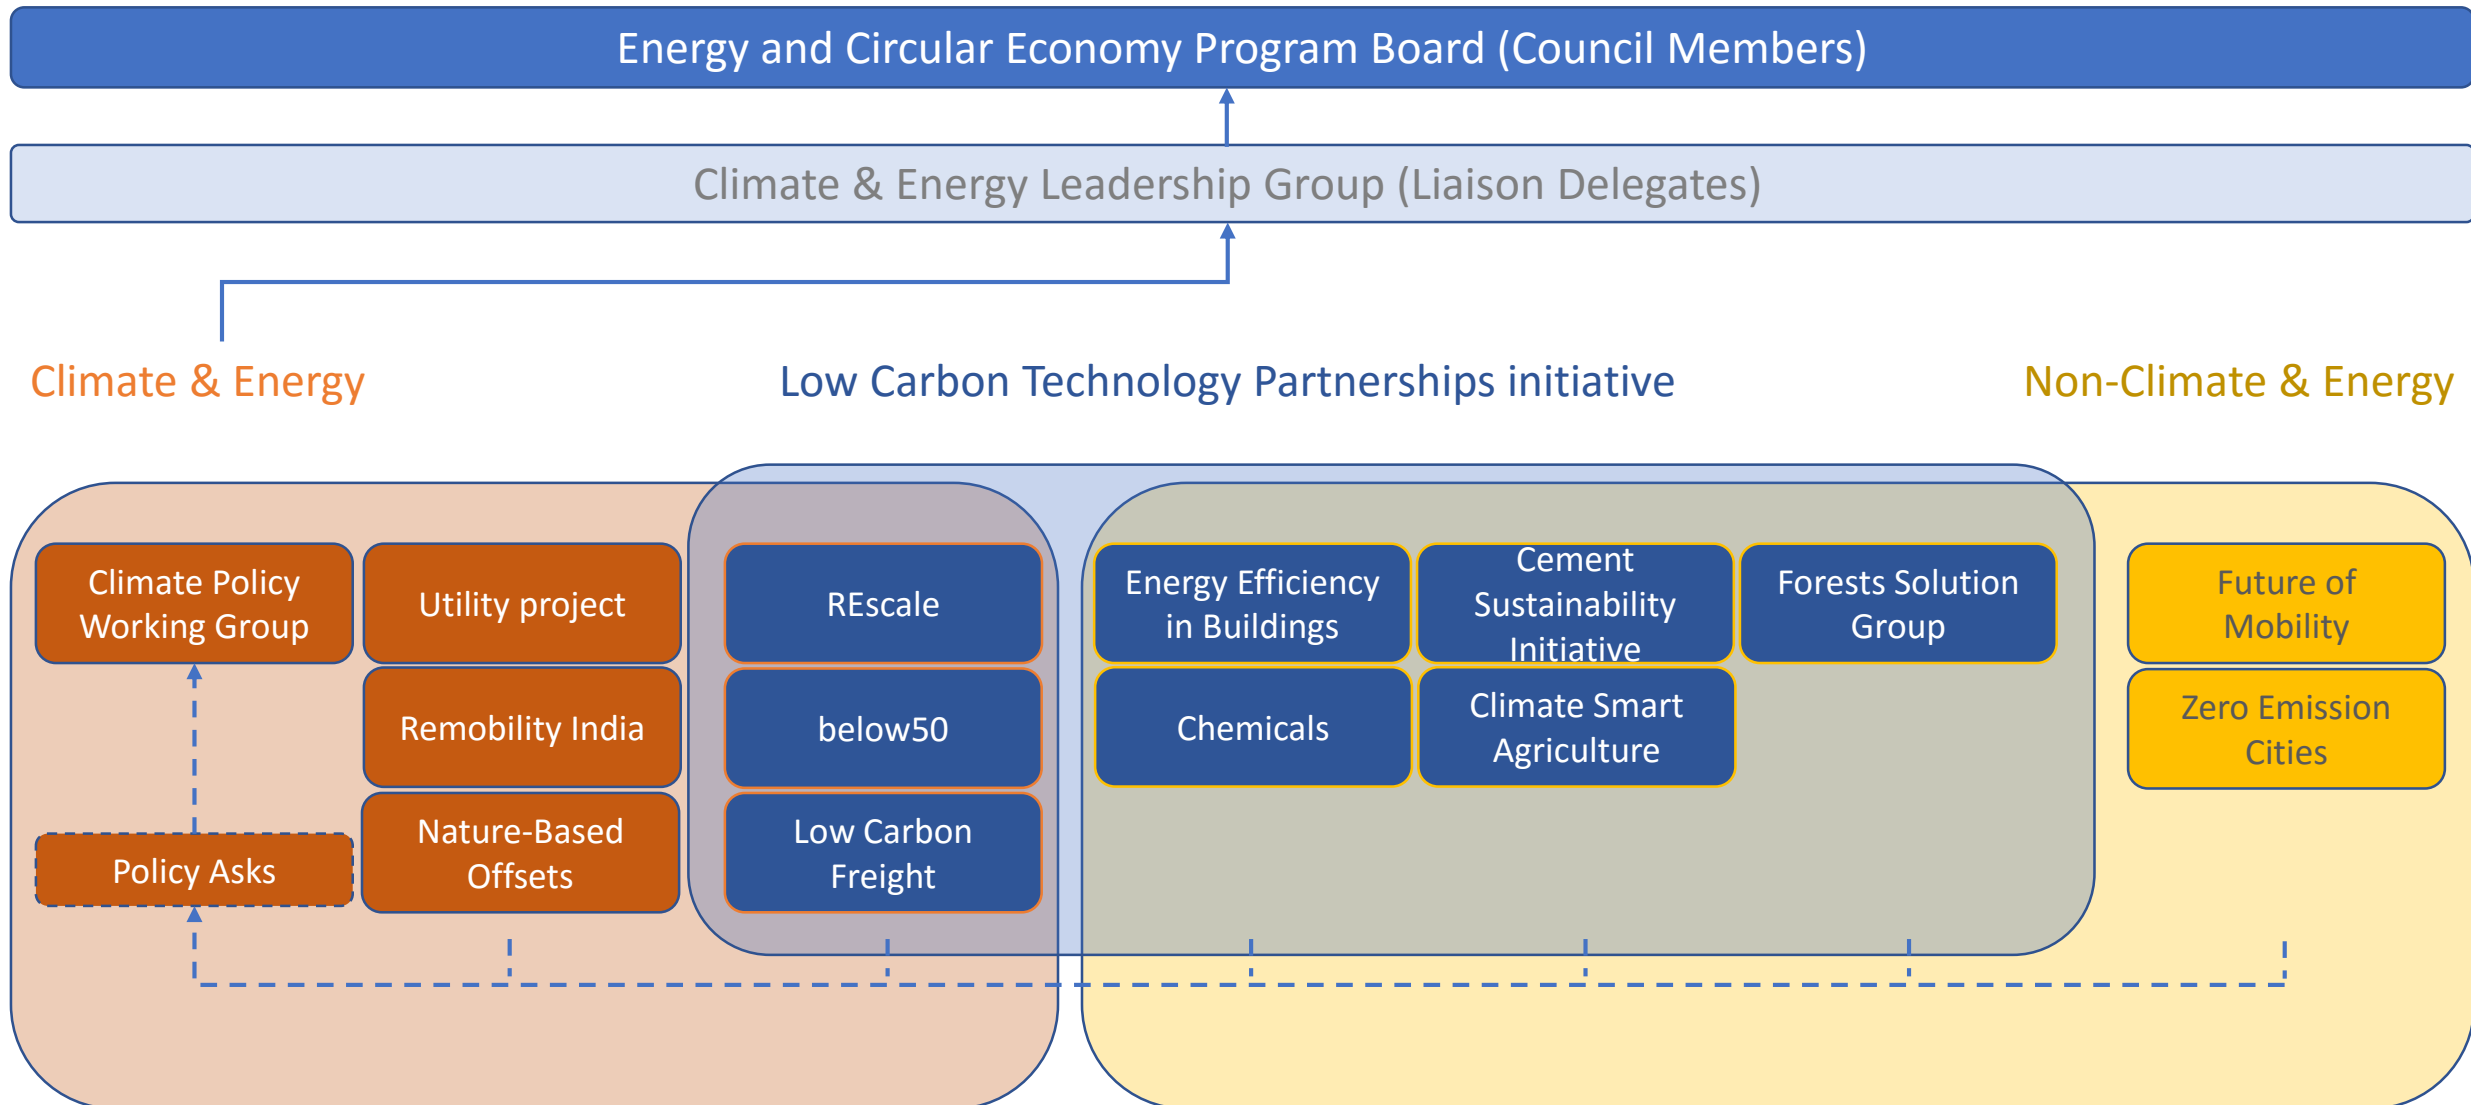 Energy and Circular Economy Program Board (Council Members)
Climate & Energy Leadership Group (Liaison Delegates)
Climate & Energy
Low Carbon Technology Partnerships initiative
Non-Climate & Energy
Climate Policy
Working Group
Utility project
REscale
Energy Efficiency
in Buildings
Cement
Sustainability
Initiative
Forests Solution
Group
Future of
Mobility
Remobility India
below50
Chemicals
Climate Smart
Agriculture
Zero Emission
Cities
Policy Asks
Nature-Based
Offsets
Low Carbon
Freight